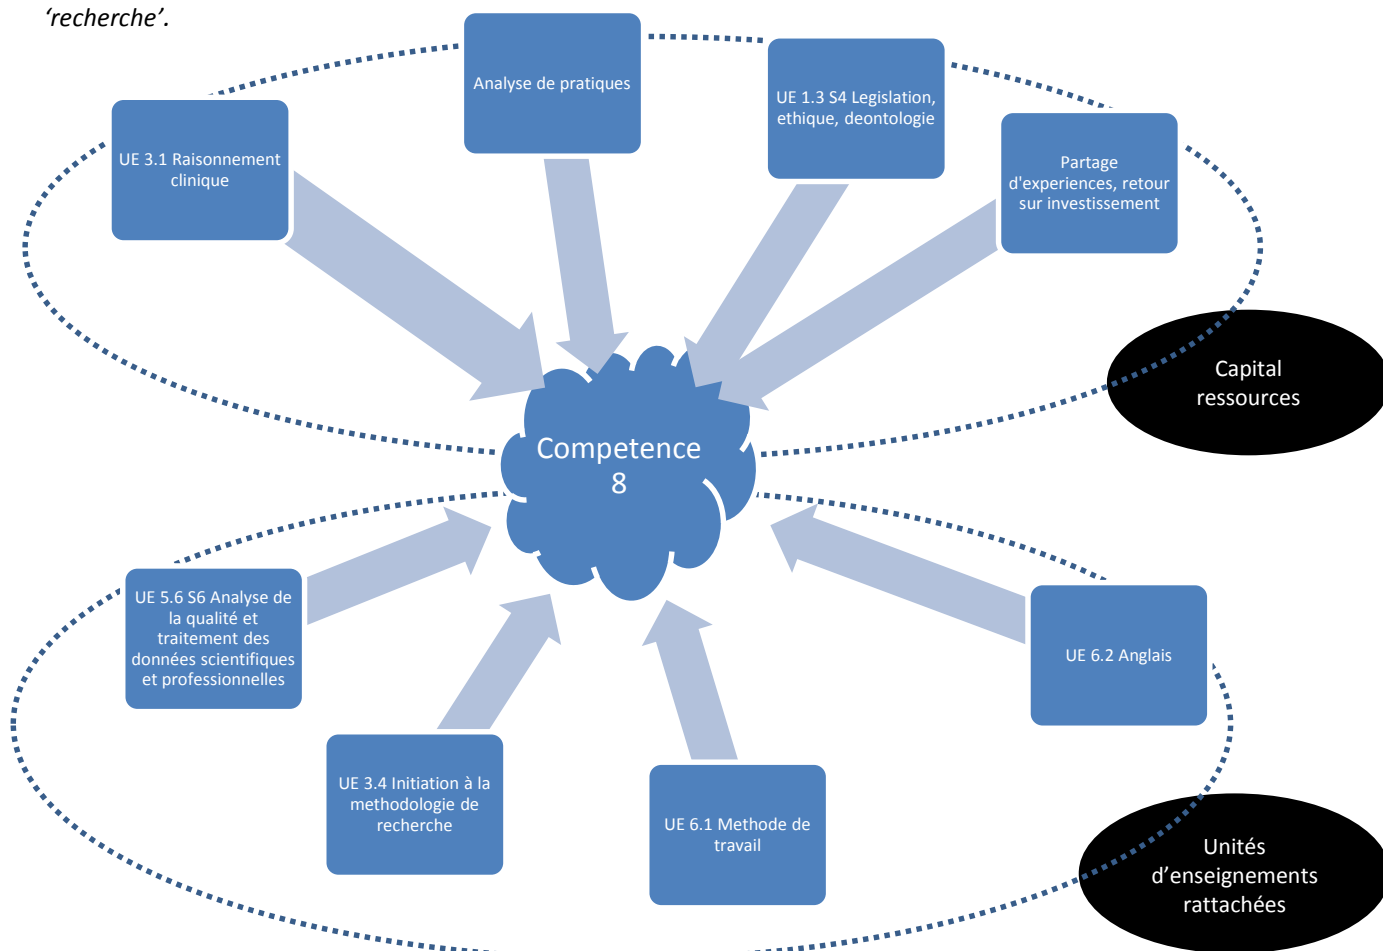 ‘recherche’.
Analyse de pratiques
UE 1.3 S4 Legislation,
ethique, deontologie
UE 3.1 Raisonnement
clinique
Partage
d'experiences, retour
sur investissement
Capital
ressources
Competence
8
UE 5.6 S6 Analyse de
la qualité et
traitement des
données scientifiques
et professionnelles
UE 6.2 Anglais
UE 3.4 Initiation à la
methodologie de
recherche
UE 6.1 Methode de
travail
Unités
d’enseignements
rattachées